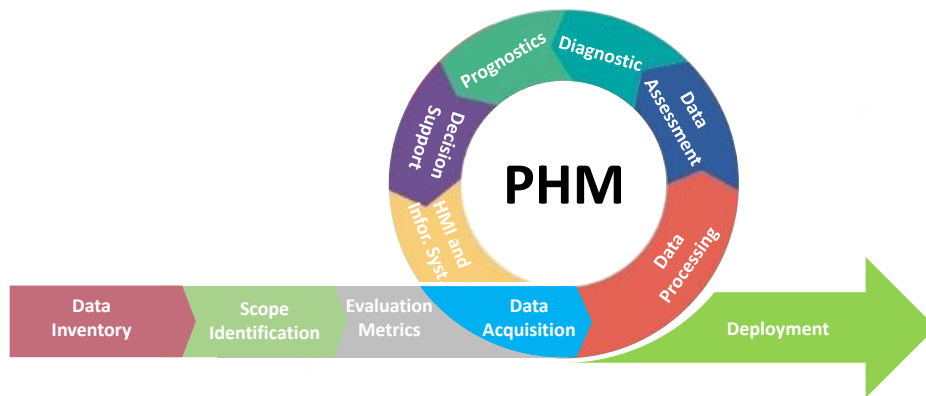 Prognostics
Diagnostic
Data
Assessment
Decision
Support
PHM
HMI and
Infor. Syst.
Data
Processing
Data
Inventory
Scope
Identification
Evaluation
Metrics
Data
Acquisition
Deployment